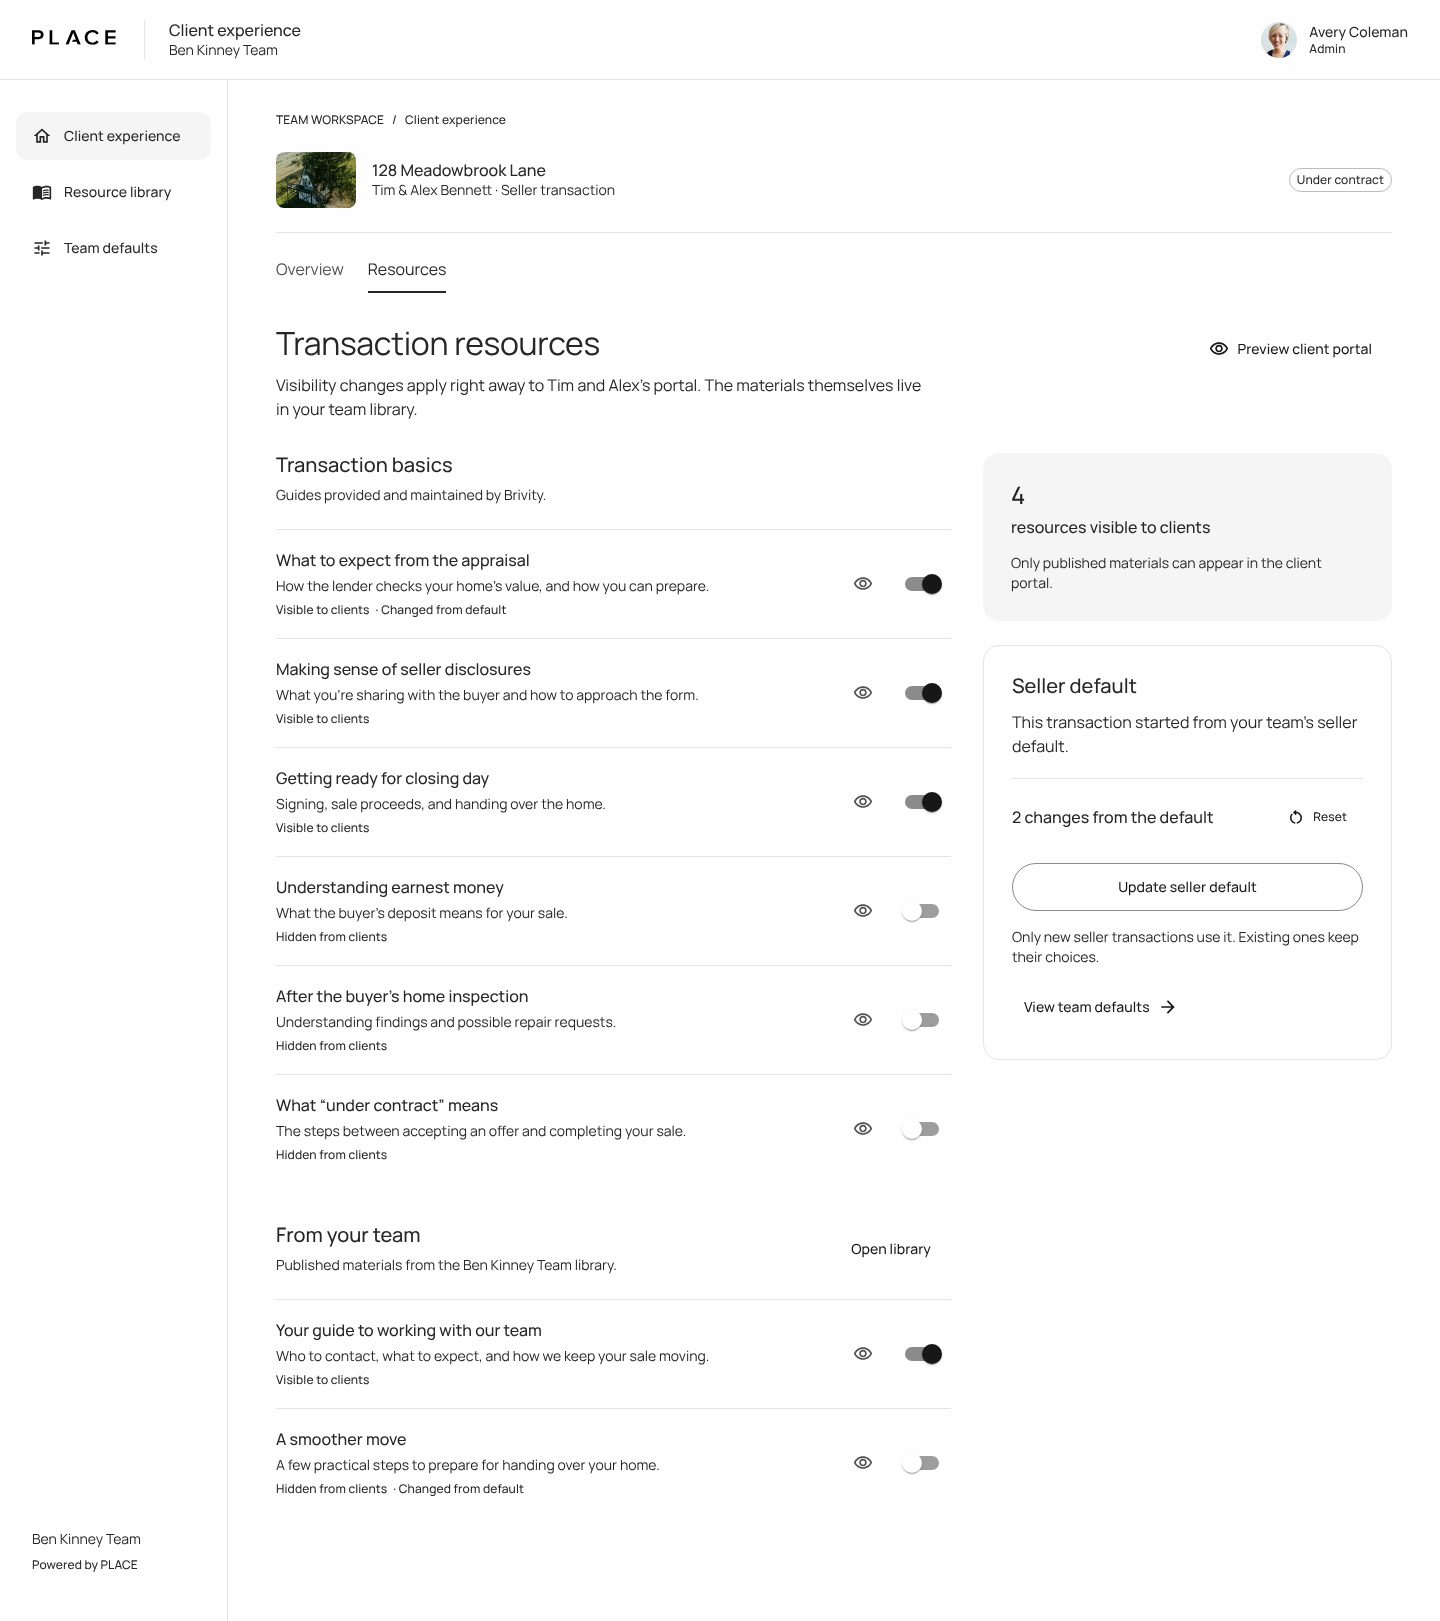 PLACE
Client experience
Ben Kinney Team
Avery Coleman
Admin
Client experience
Resource library
Team defaults
TEAM WORKSPACE / Client experience
128 Meadowbrook Lane
Tim & Alex Bennett · Seller transaction
Under contract
Overview
Resources
Transaction resources
Preview client portal
Visibility changes apply right away to Tim and Alex’s portal. The materials themselves live
in your team library.
Transaction basics
Guides provided and maintained by Brivity.
What to expect from the appraisal
How the lender checks your home’s value, and how you can prepare.
Visible to clients · Changed from default
Making sense of seller disclosures
What you’re sharing with the buyer and how to approach the form.
Visible to clients
Getting ready for closing day
Signing, sale proceeds, and handing over the home.
Visible to clients
Understanding earnest money
What the buyer’s deposit means for your sale.
Hidden from clients
After the buyer’s home inspection
Understanding findings and possible repair requests.
Hidden from clients
What “under contract” means
The steps between accepting an offer and completing your sale.
Hidden from clients
From your team
Published materials from the Ben Kinney Team library.
Open library
Your guide to working with our team
Who to contact, what to expect, and how we keep your sale moving.
Visible to clients
A smoother move
A few practical steps to prepare for handing over your home.
Hidden from clients · Changed from default
4
resources visible to clients
Only published materials can appear in the client
portal.
Seller default
This transaction started from your team’s seller
default.
2 changes from the default
Reset
Update seller default
Only new seller transactions use it. Existing ones keep
their choices.
View team defaults
Ben Kinney Team
Powered by PLACE